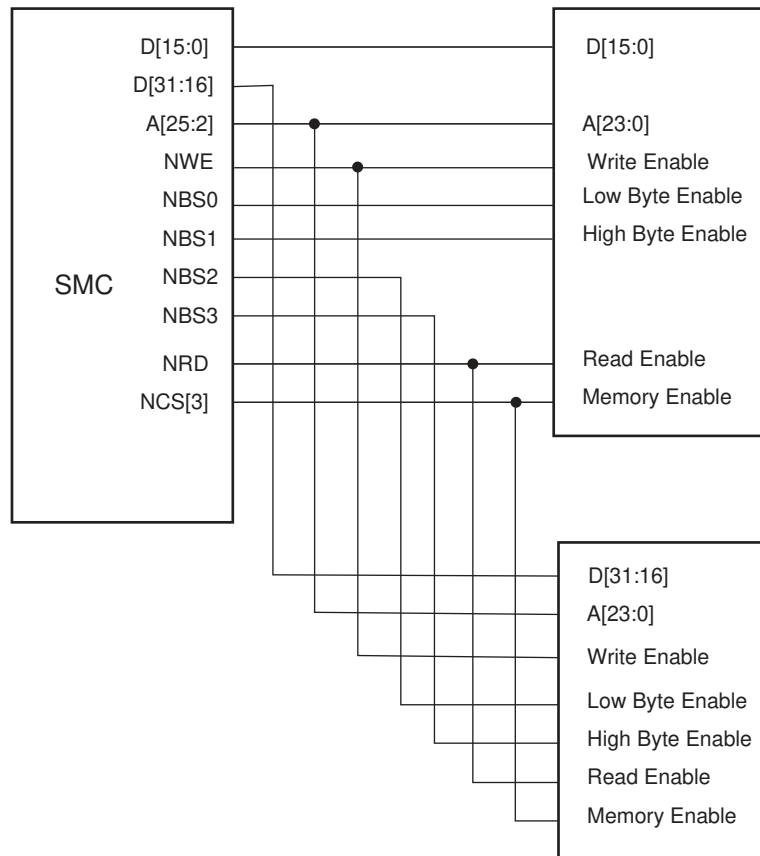 D[15:0]
D[31:16]
A[25:2]
NWE
NBS0
NBS1
NBS2
NBS3
NRD
NCS[3]
SMC
D[15:0]
A[23:0]
Write Enable
Low Byte Enable
High Byte Enable
Read Enable
Memory Enable
D[31:16]
A[23:0]
Write Enable
Low Byte Enable
High Byte Enable
Read Enable
Memory Enable